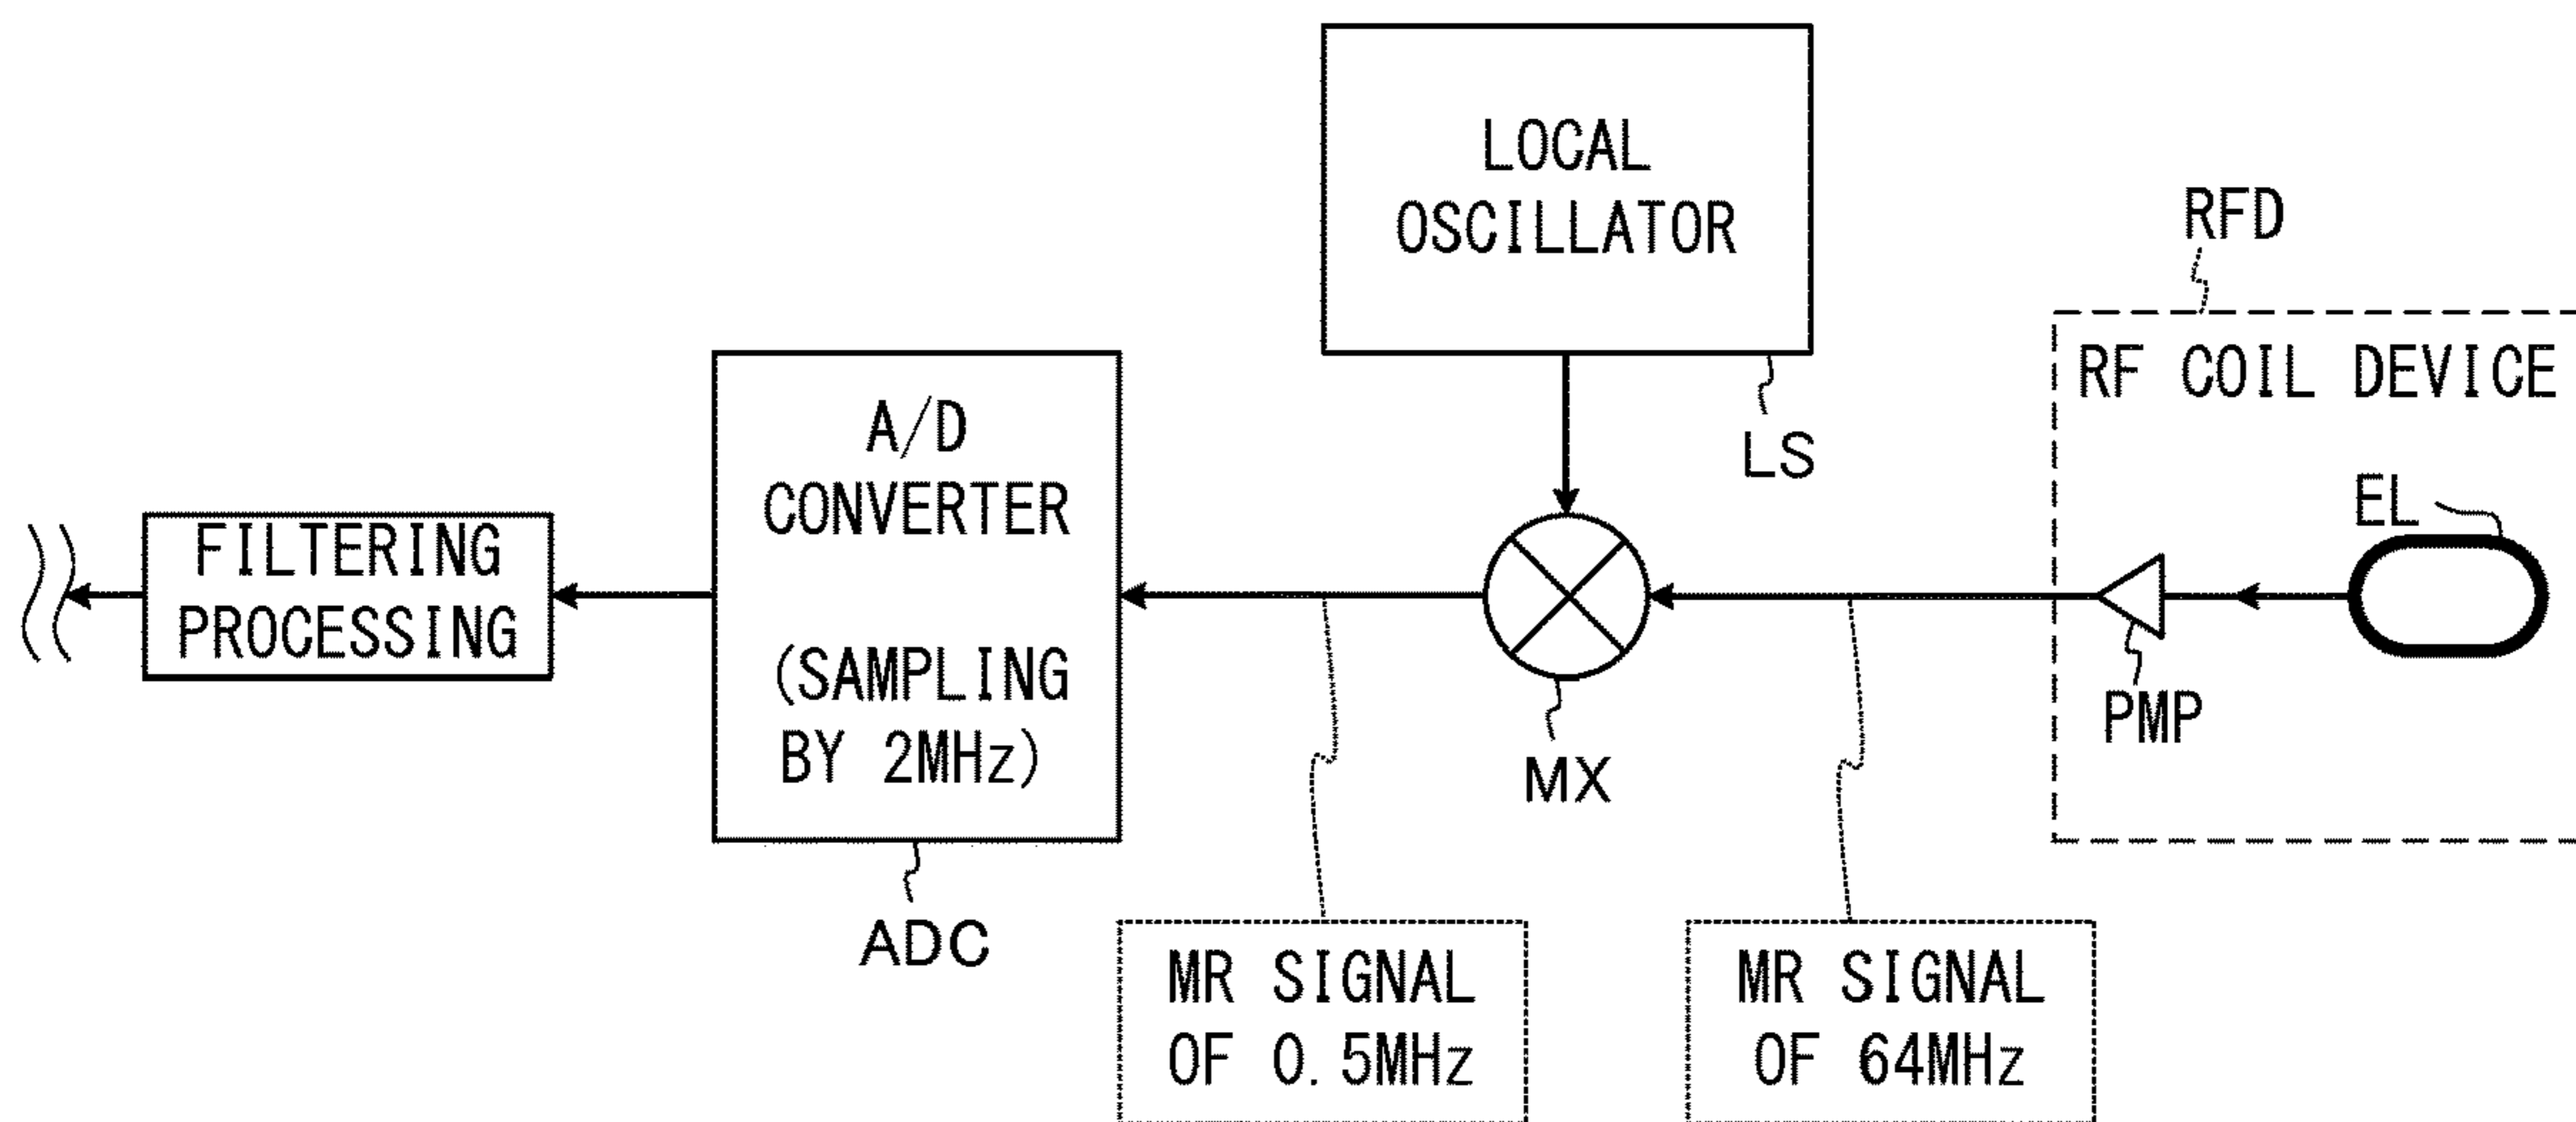 LOCAL
OSCILLATOR
LS
RFD
RF COIL DEVICE
EL
PMP
A/D
CONVERTER
(SAMPLING
BY 2MHz)
ADC
FILTERING
PROCESSING
MX
MR SIGNAL
OF 0.5MHz
MR SIGNAL
OF 64MHz